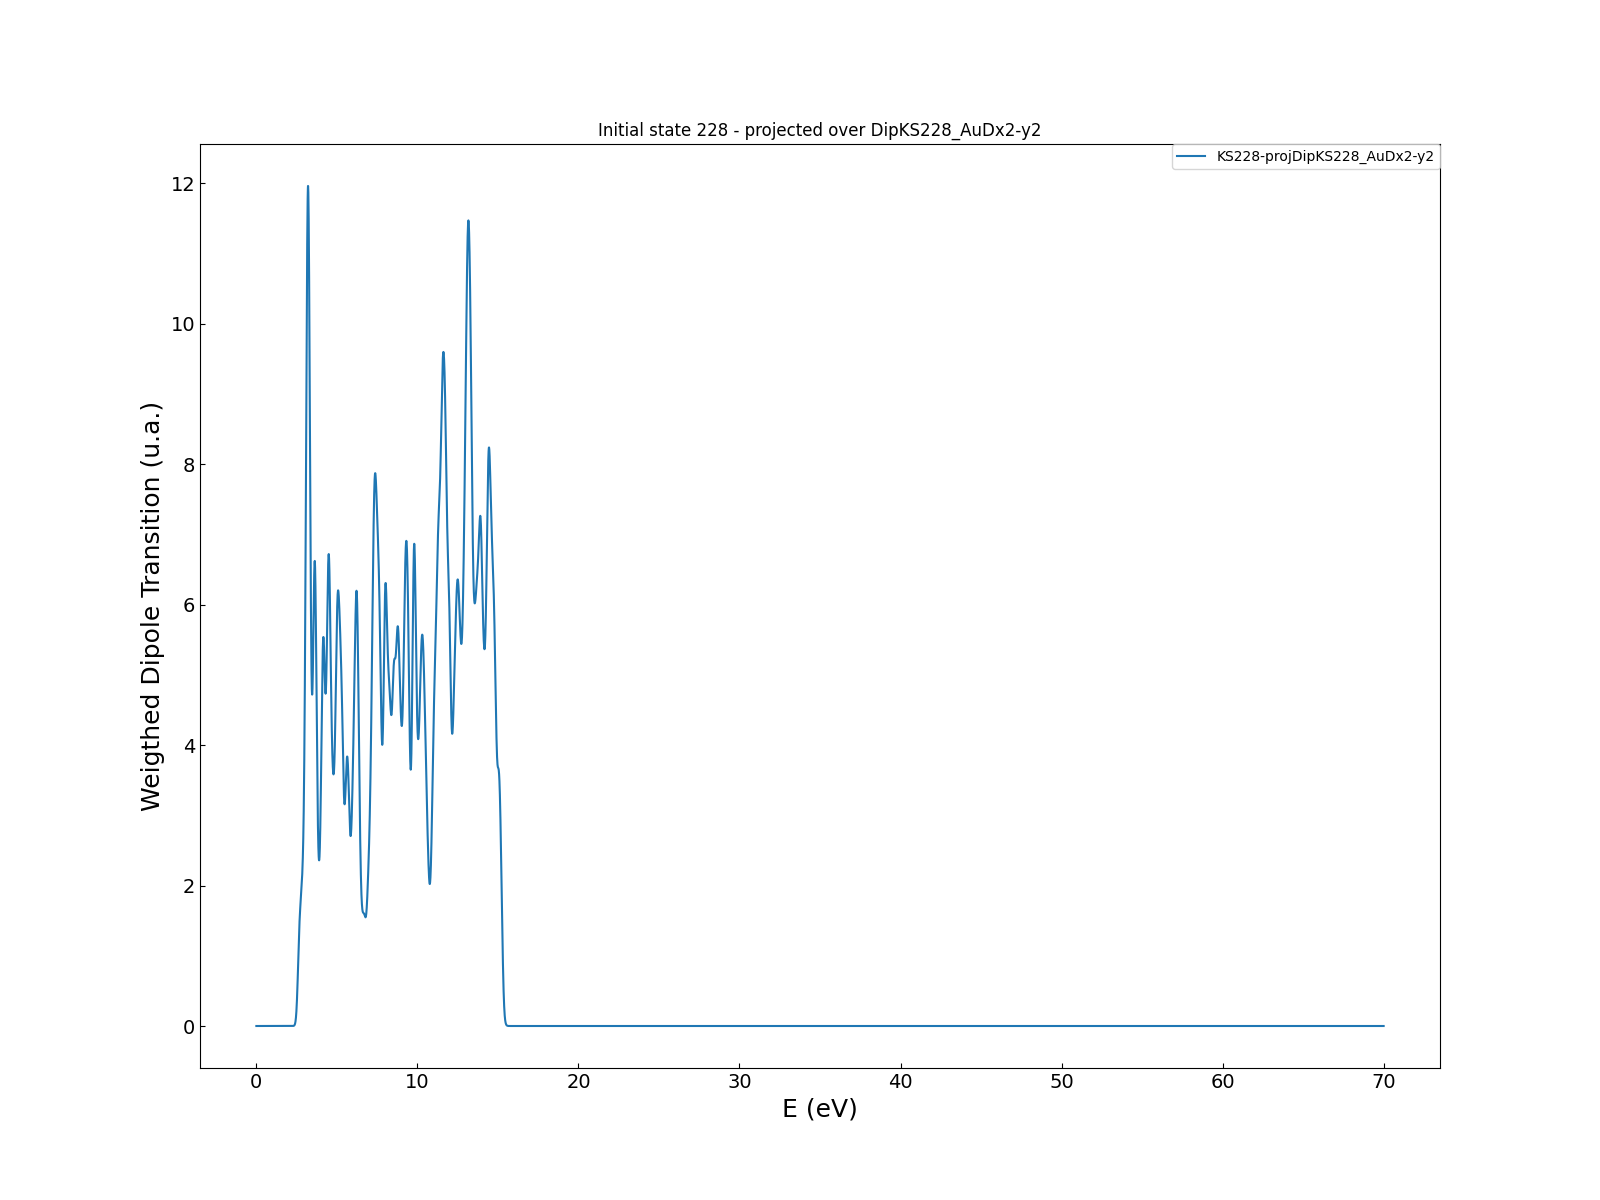 Initial state 228 - projected over DipKS228_AuDx2-y2
KS228-projDipKS228_AuDx2-y2
Weigthed Dipole Transition (u.a.)
12
10
8
6
4
2
0
0 10 20 30 40 50 60 70
E (eV)